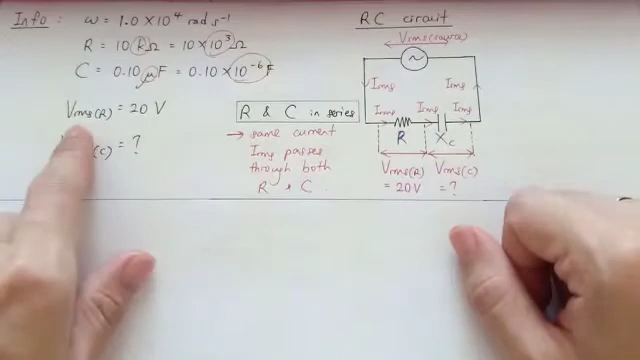 Info : ω = 1.0 × 10⁴ rad s⁻¹
R = 10 kΩ = 10 × 10³ Ω
C = 0.10 μF = 0.10 × 10⁻⁶ F
Vrms(R) = 20 V
(C) = ?
R & C in series
→ same current
Irms passes
through both
R & C.
RC circuit
Vrms(source)
~
Irms
Irms
Irms
Irms
Irms
R
Xc
Vrms(R)
= 20V
Vrms(C)
= ?